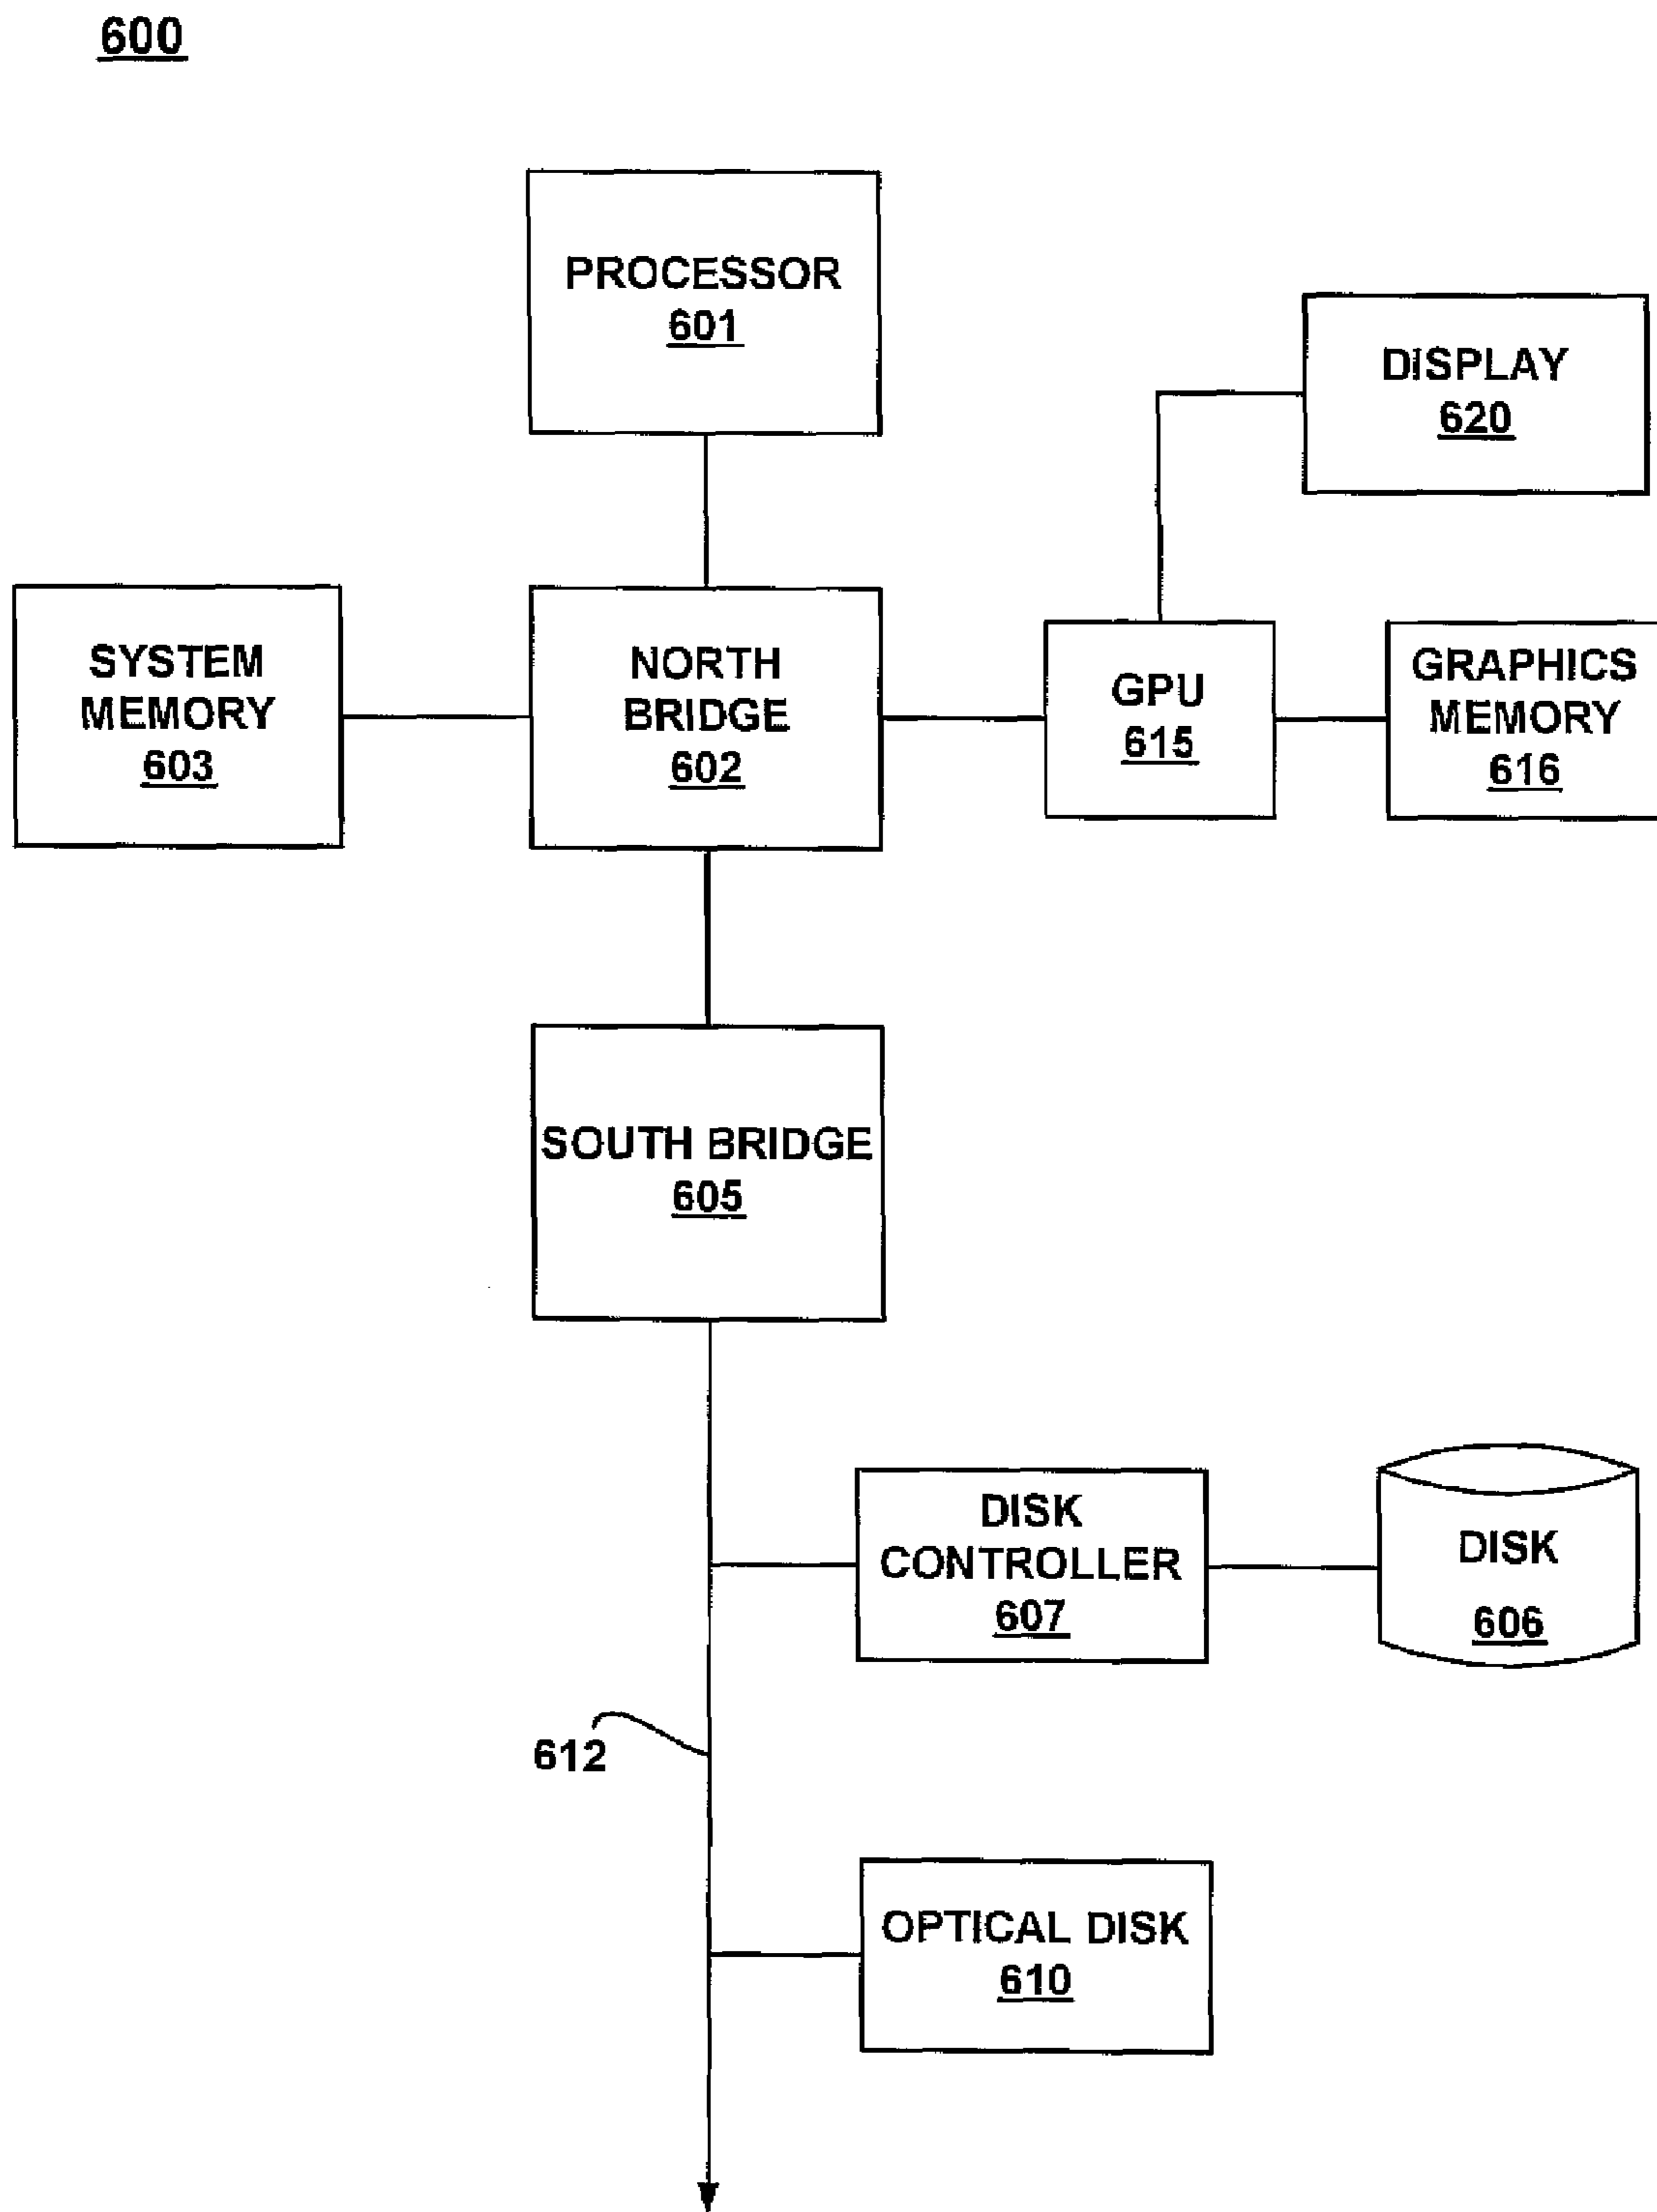 600
PROCESSOR
601
DISPLAY
620
SYSTEM
MEMORY
603
NORTH
BRIDGE
602
GPU
615
GRAPHICS
MEMORY
616
SOUTH BRIDGE
605
DISK
CONTROLLER
607
DISK
606
612
OPTICAL DISK
610